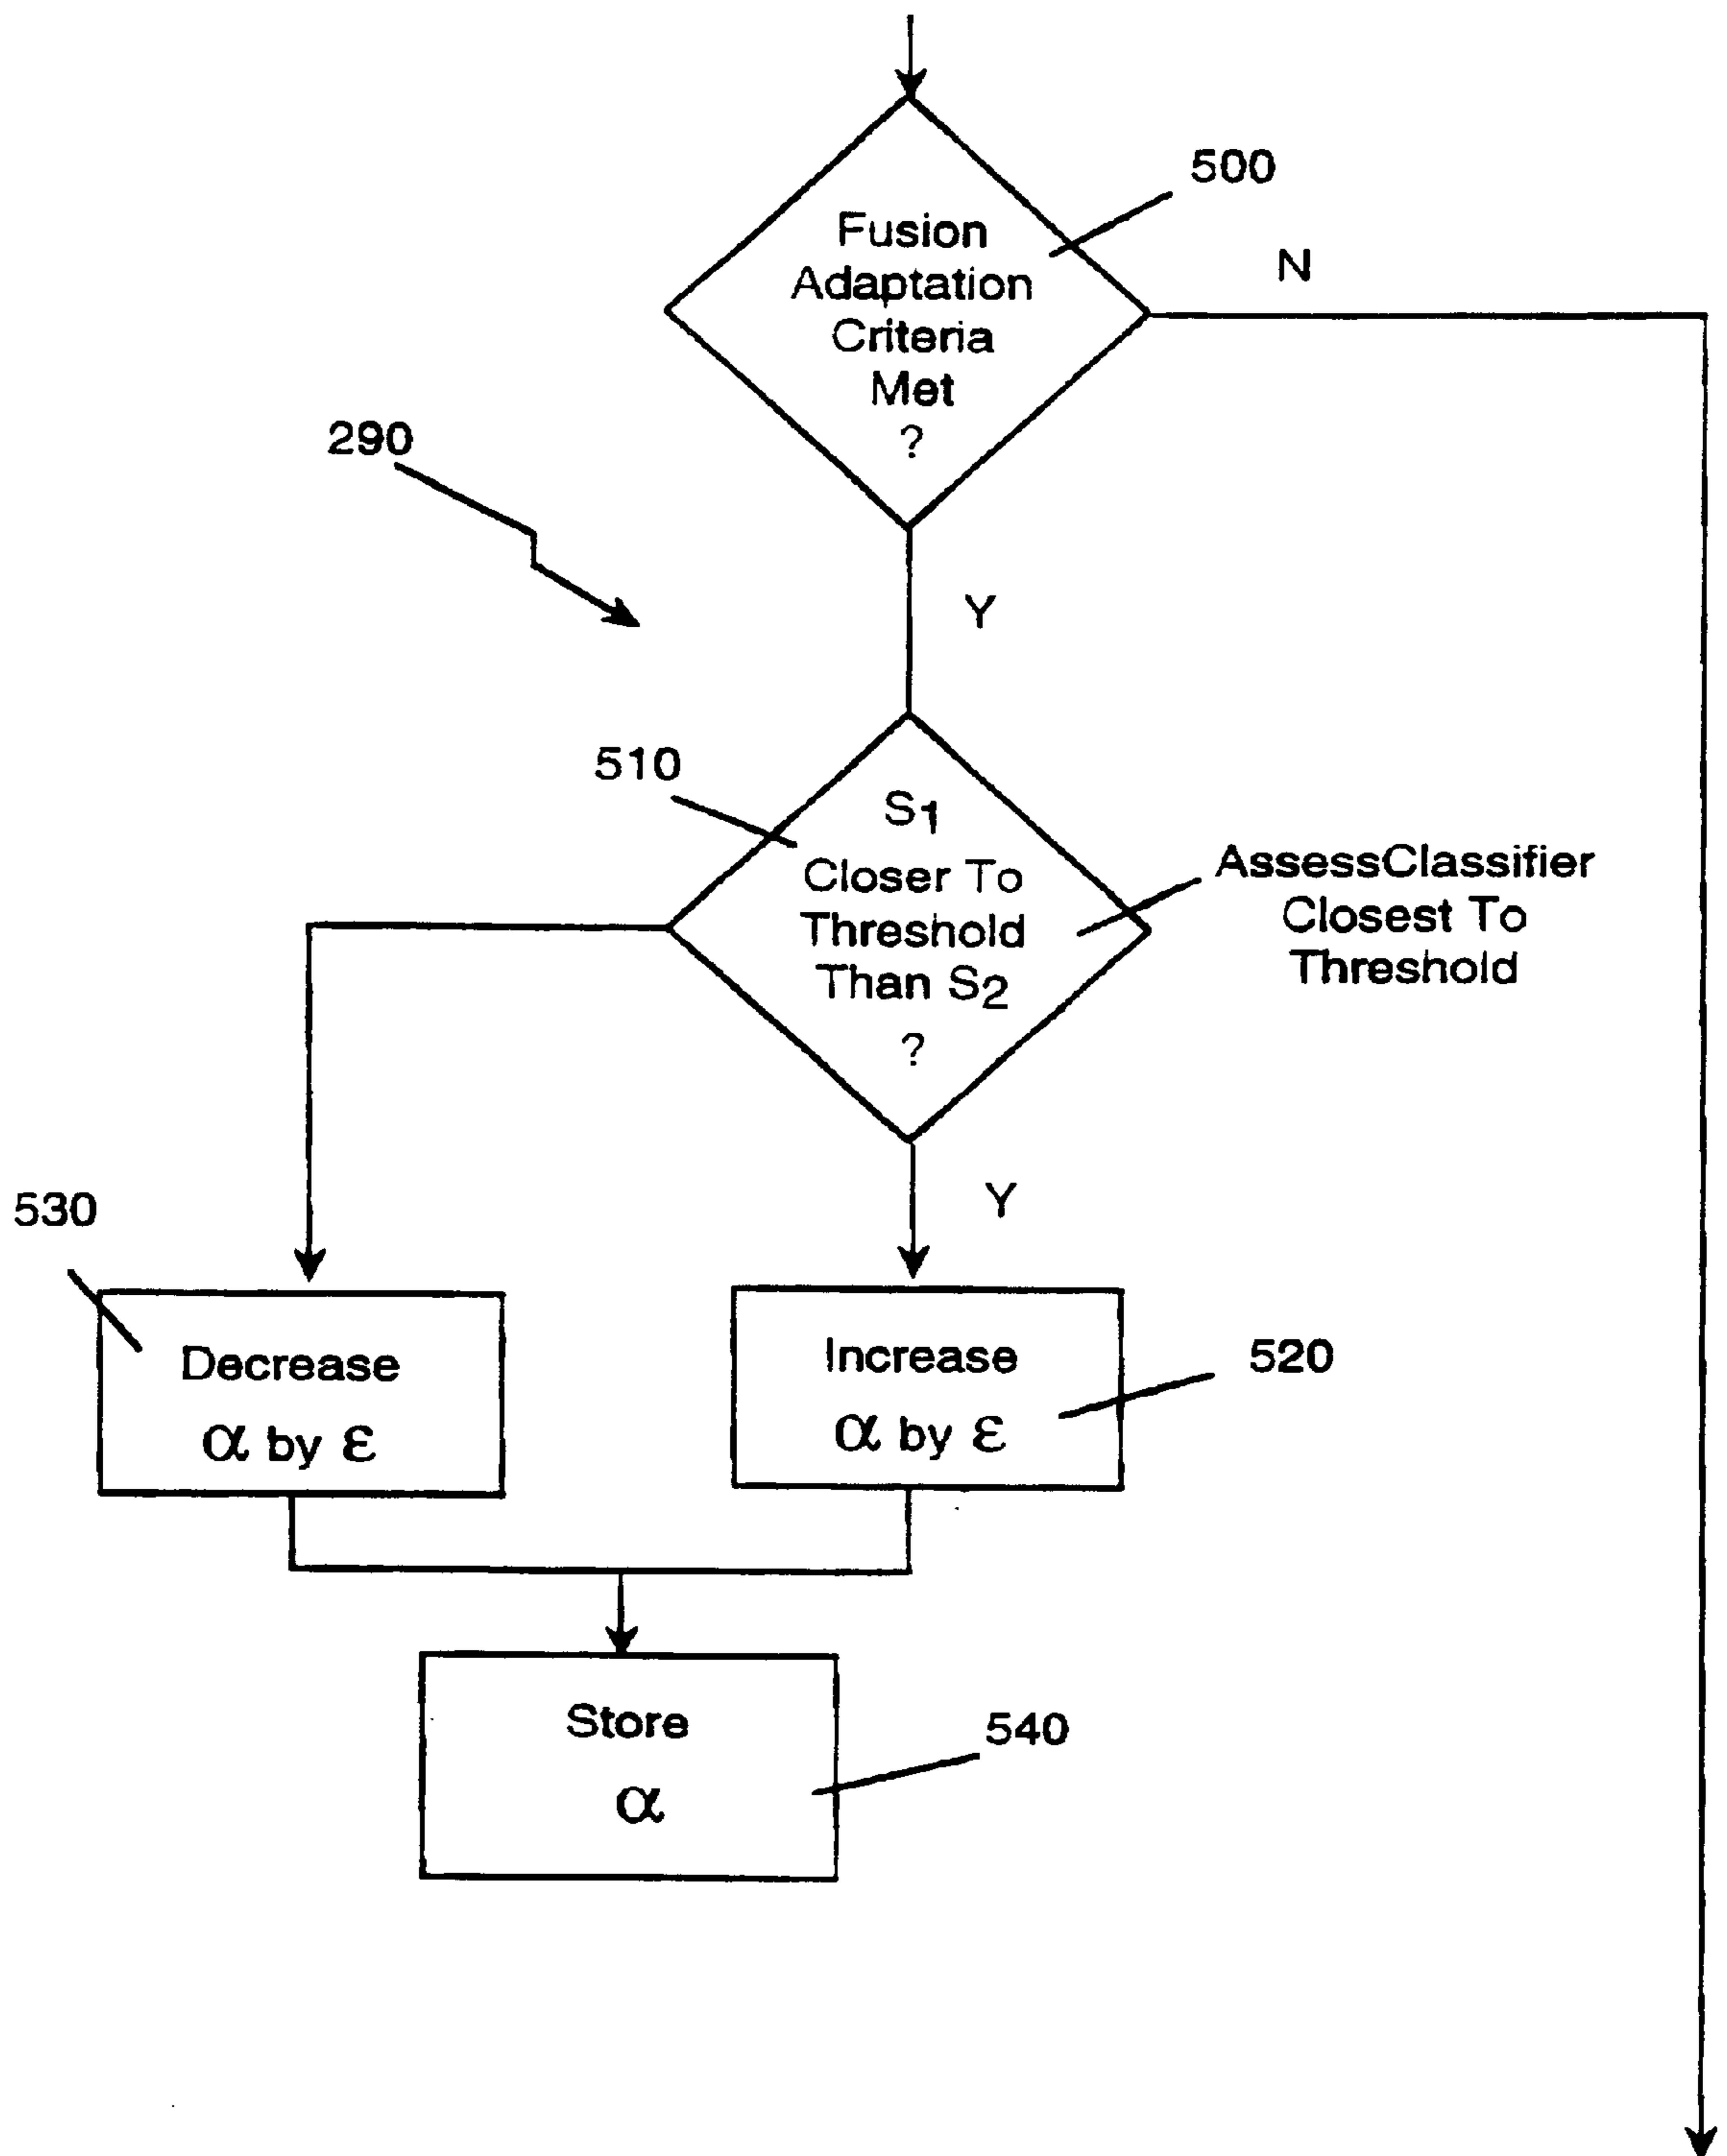 500
Fusion
Adaptation
Criteria
Met
?
N
290
Y
510
S1
Closer To
Threshold
Than S2
?
AssessClassifier
Closest To
Threshold
Y
530
Decrease
α by ε
Increase
α by ε
520
Store
α
540